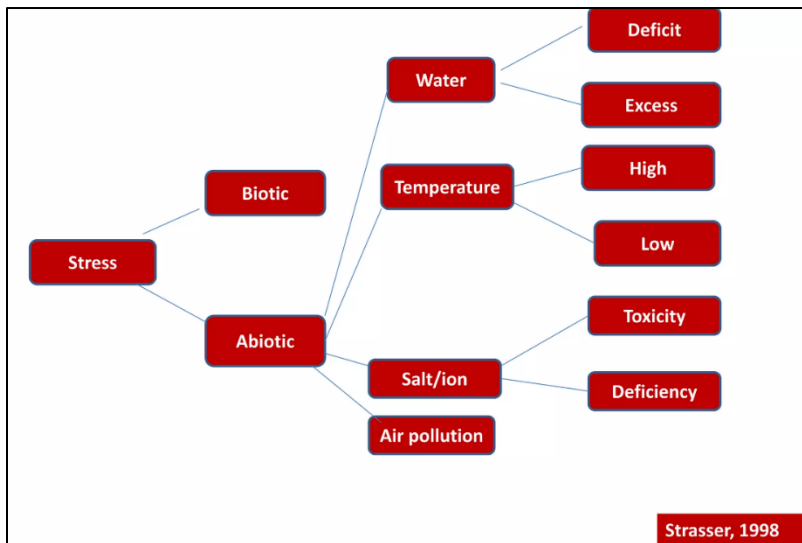 Deficit
Water
Excess
High
Biotic
Temperature
Low
Stress
Toxicity
Abiotic
Salt/ion
Deficiency
Air pollution
Strasser, 1998